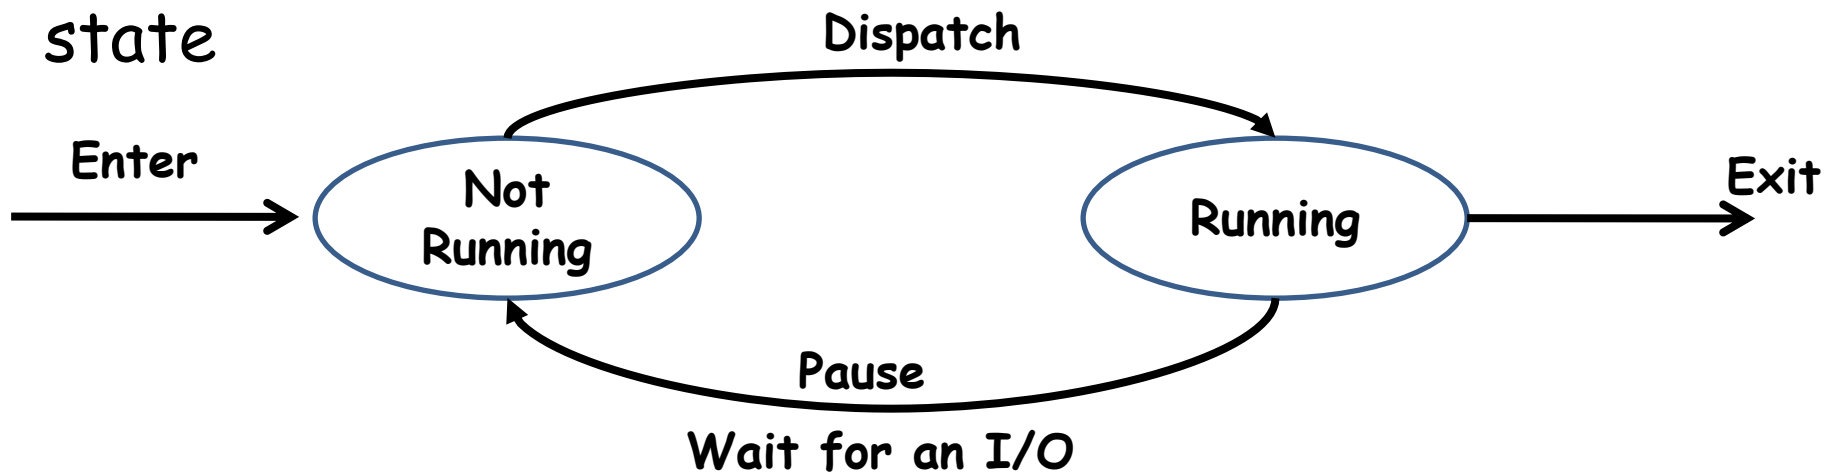 state
Dispatch
Enter
Not
Running
Running
Exit
Pause
Wait for an I/O